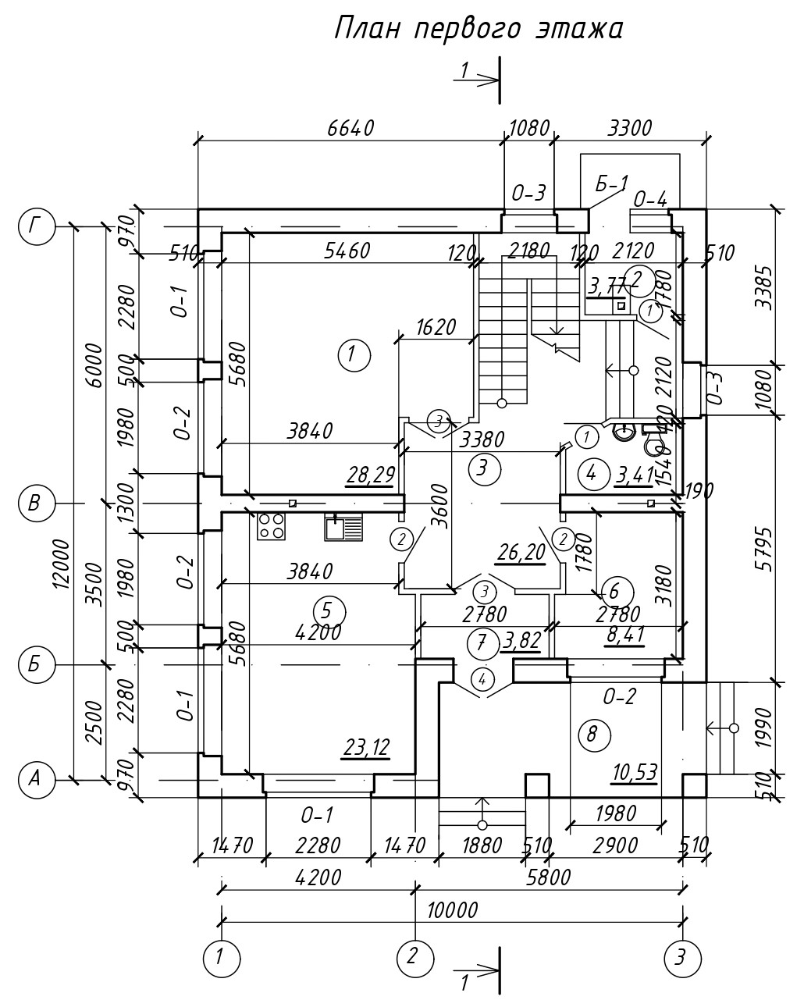 План первого этажа
1
6640 1080 3300
О-3 Б-1 О-4
Г
970
510 5460 120 2180 120 2120 510
3,77 2 1780
3385
2280 О-1
1
1620
1
6000 500 5680
2120
О-3 1080
1980 О-2
3840 3 3380 1 120
3 4 3,41 1540
28,29
190
В
1300 3600
2 2
12000 3500 1980 О-2
3840 26,20 1780 3180 5795
3 6
5 2780 2780
4200 7 3,82 8,41
500 5680
Б
4
2280 О-1
О-2
2500
8 1990
23,12
10,53
970 510
А
О-1 1980
1470 2280 1470 1880 510 2900 510
4200 5800
10000
1 2 3
1